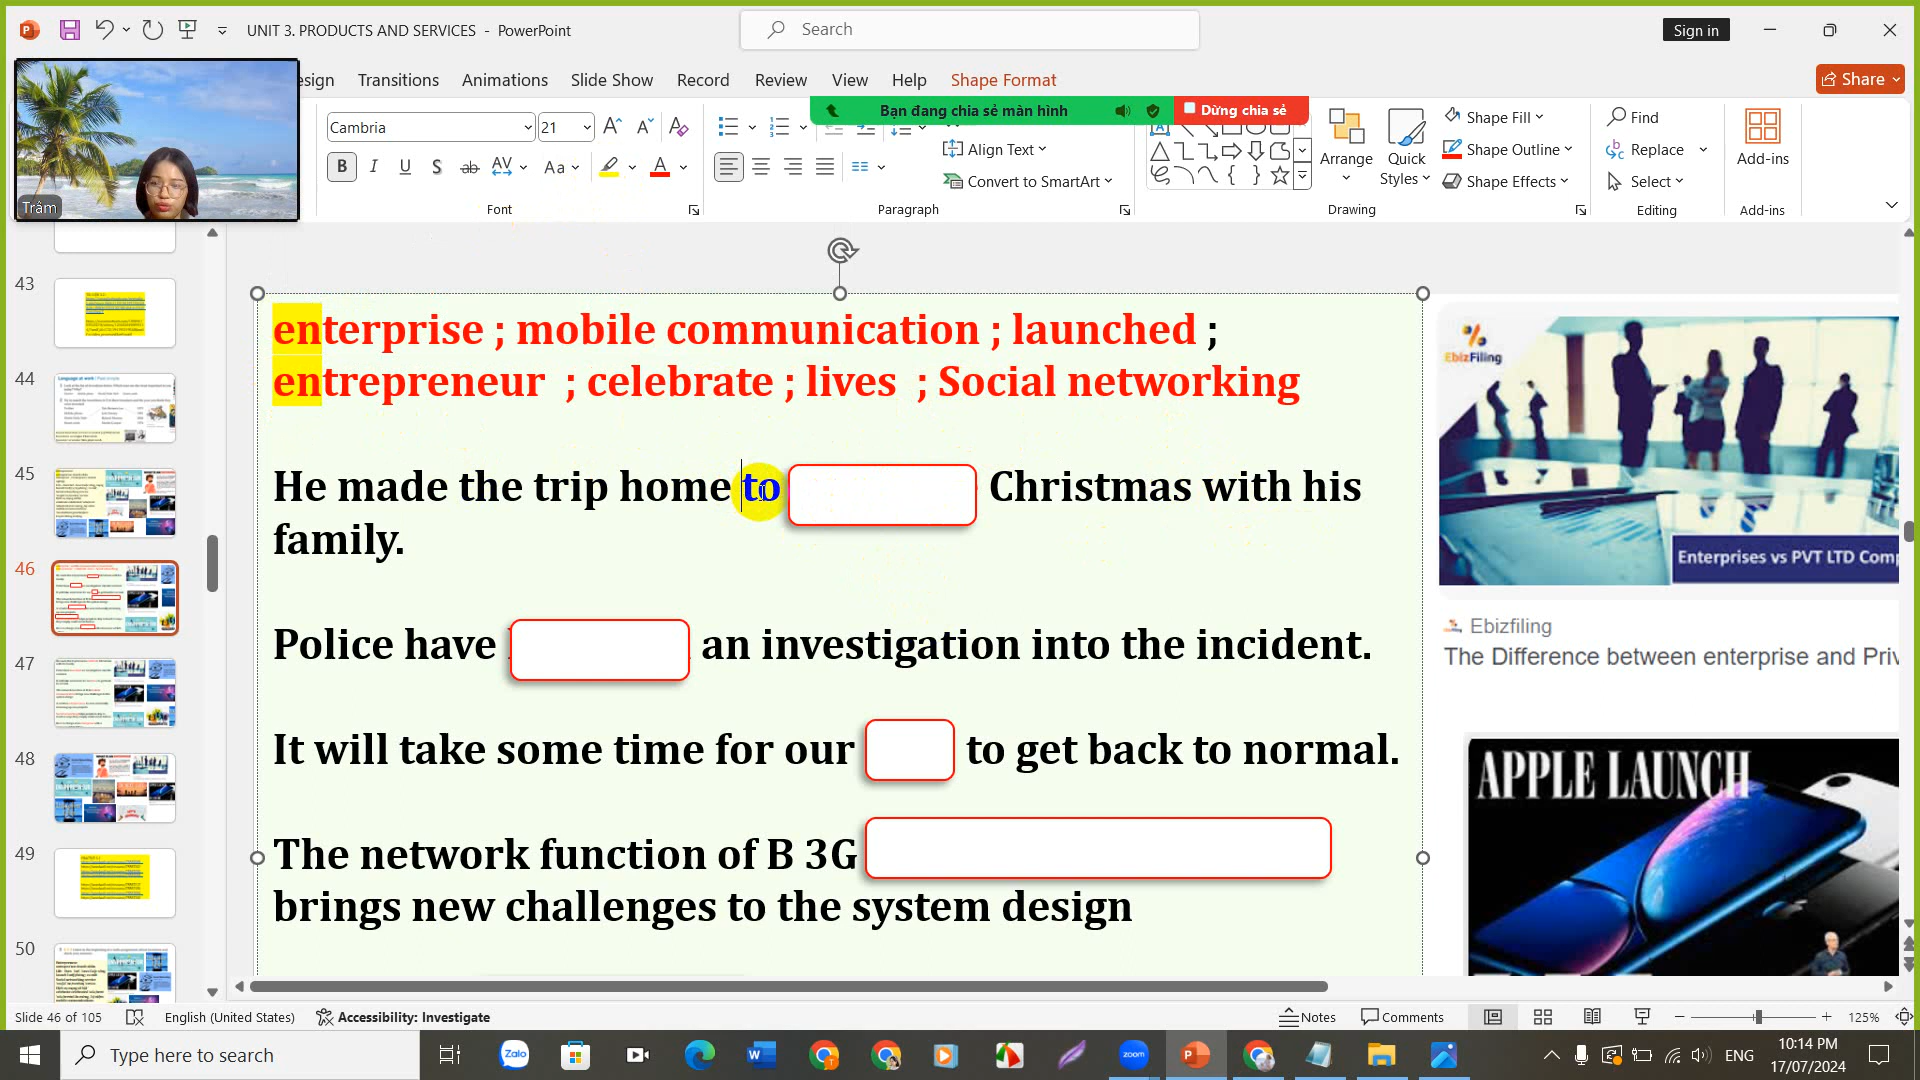 UNIT 3. PRODUCTS AND SERVICES - PowerPoint
Search
Sign in
esign
Transitions
Animations
Slide Show
Record
Review
View
Help
Shape Format
Share
Bạn đang chia sẻ màn hình
Dừng chia sẻ
Trâm
Cambria
21
Align Text
Convert to SmartArt
Arrange
Quick
Styles
Shape Fill
Shape Outline
Shape Effects
Find
Replace
Select
Add-ins
Font
Paragraph
Drawing
Editing
Add-ins
43
44
45
46
47
48
49
50
enterprise ; mobile communication ; launched ;
entrepreneur ; celebrate ; lives ; Social networking
He made the trip home to Christmas with his
family.
Police have an investigation into the incident.
It will take some time for our to get back to normal.
The network function of B 3G
brings new challenges to the system design
EbizFiling
Enterprises vs PVT LTD Comp
Ebizfiling
The Difference between enterprise and Priv
APPLE LAUNCH
Slide 46 of 105
English (United States)
Accessibility: Investigate
Notes
Comments
125%
Type here to search
Zalo
zoom
ENG
10:14 PM
17/07/2024